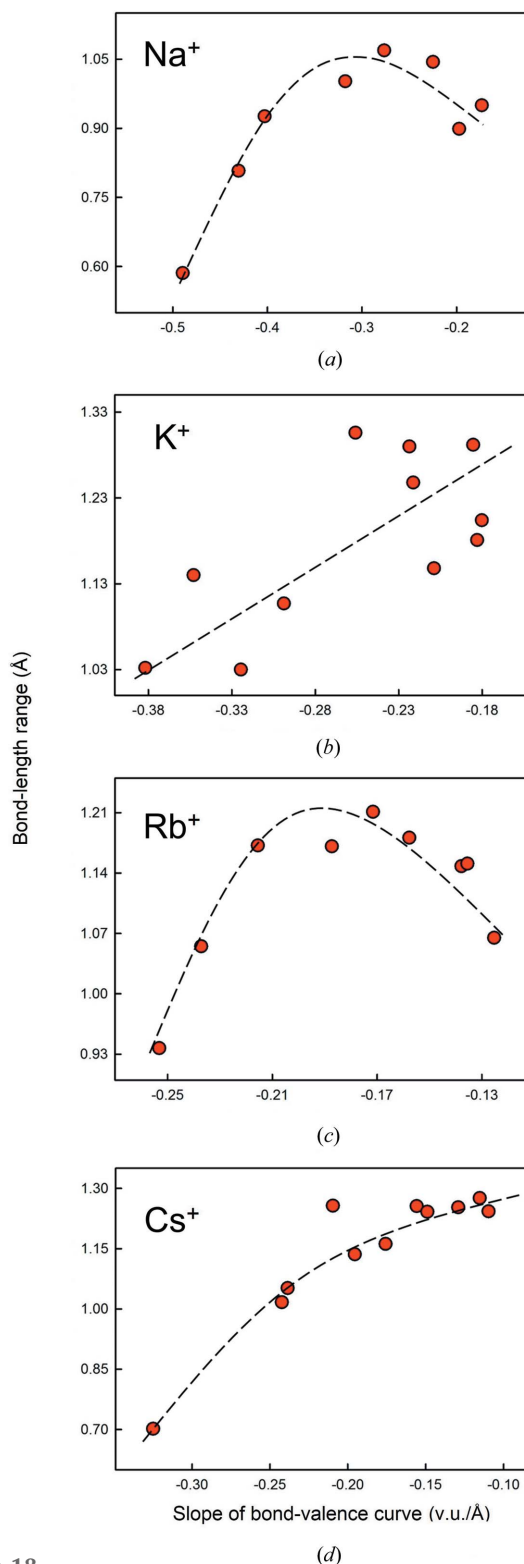 Na+
1.05
0.90
0.75
0.60
-0.5 -0.4 -0.3 -0.2
(a)
K+
1.33
1.23
1.13
1.03
-0.38 -0.33 -0.28 -0.23 -0.18
(b)
Bond-length range (Å)
Rb+
1.21
1.14
1.07
1.00
0.93
-0.25 -0.21 -0.17 -0.13
(c)
Cs+
1.30
1.15
1.00
0.85
0.70
-0.30 -0.25 -0.20 -0.15 -0.10
Slope of bond-valence curve (v.u./Å)
(d)